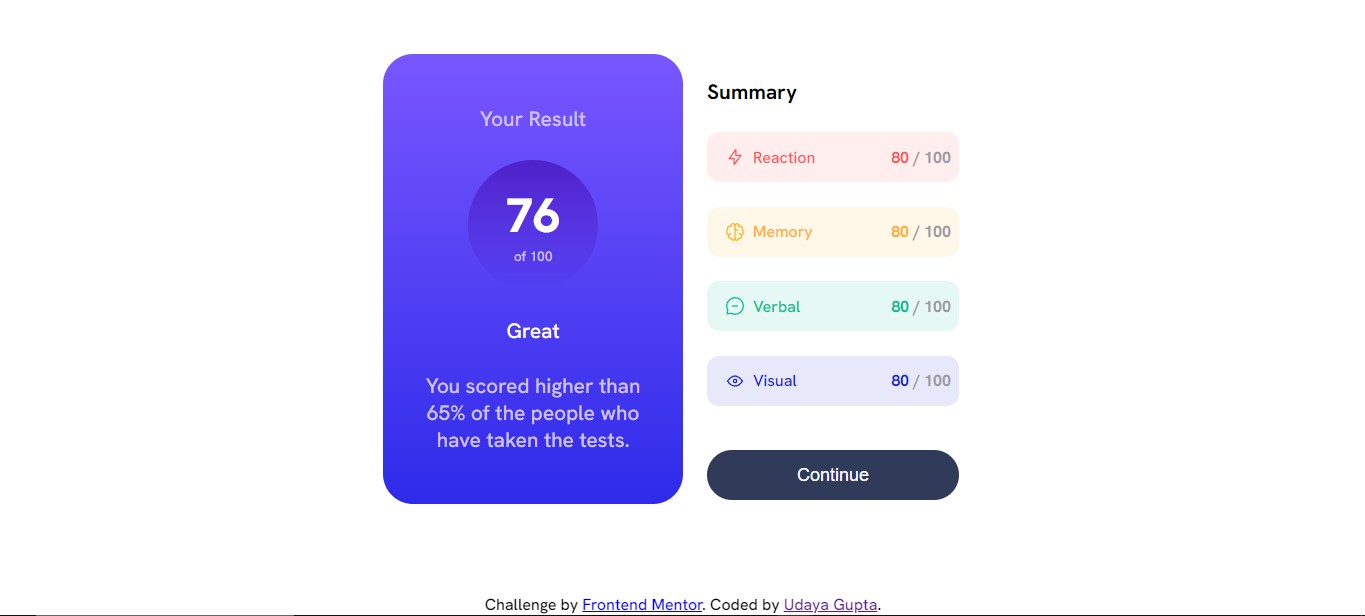 Your Result
76
of 100
Great
You scored higher than
65% of the people who
have taken the tests.
Summary
Reaction 80 / 100
Memory 80 / 100
Verbal 80 / 100
Visual 80 / 100
Continue
Challenge by Frontend Mentor. Coded by Udaya Gupta.